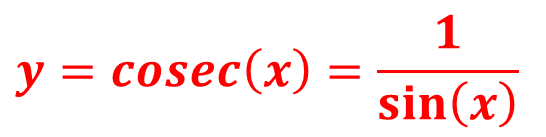 y = cosec(x) = 1/sin(x)